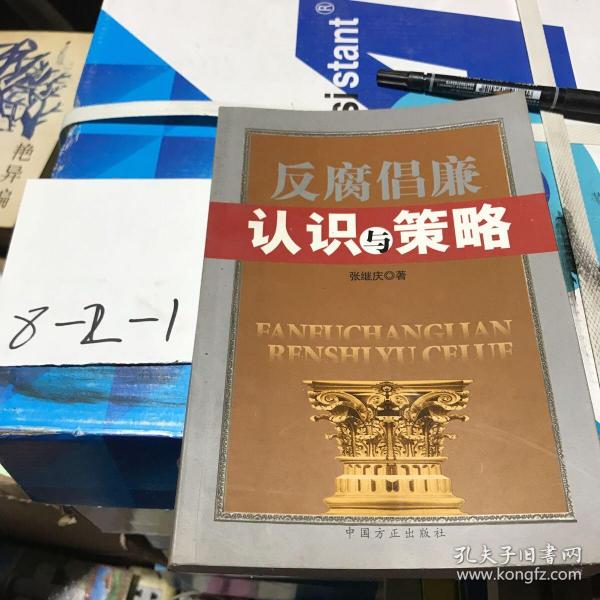 sistant®
艳异编
8-2-1
反腐倡廉
认识与策略
张继庆◎著
FANFUCHANGLIAN
RENSHI YU CELUE
中国方正出版社
孔夫子旧书网
www.kongfz.com